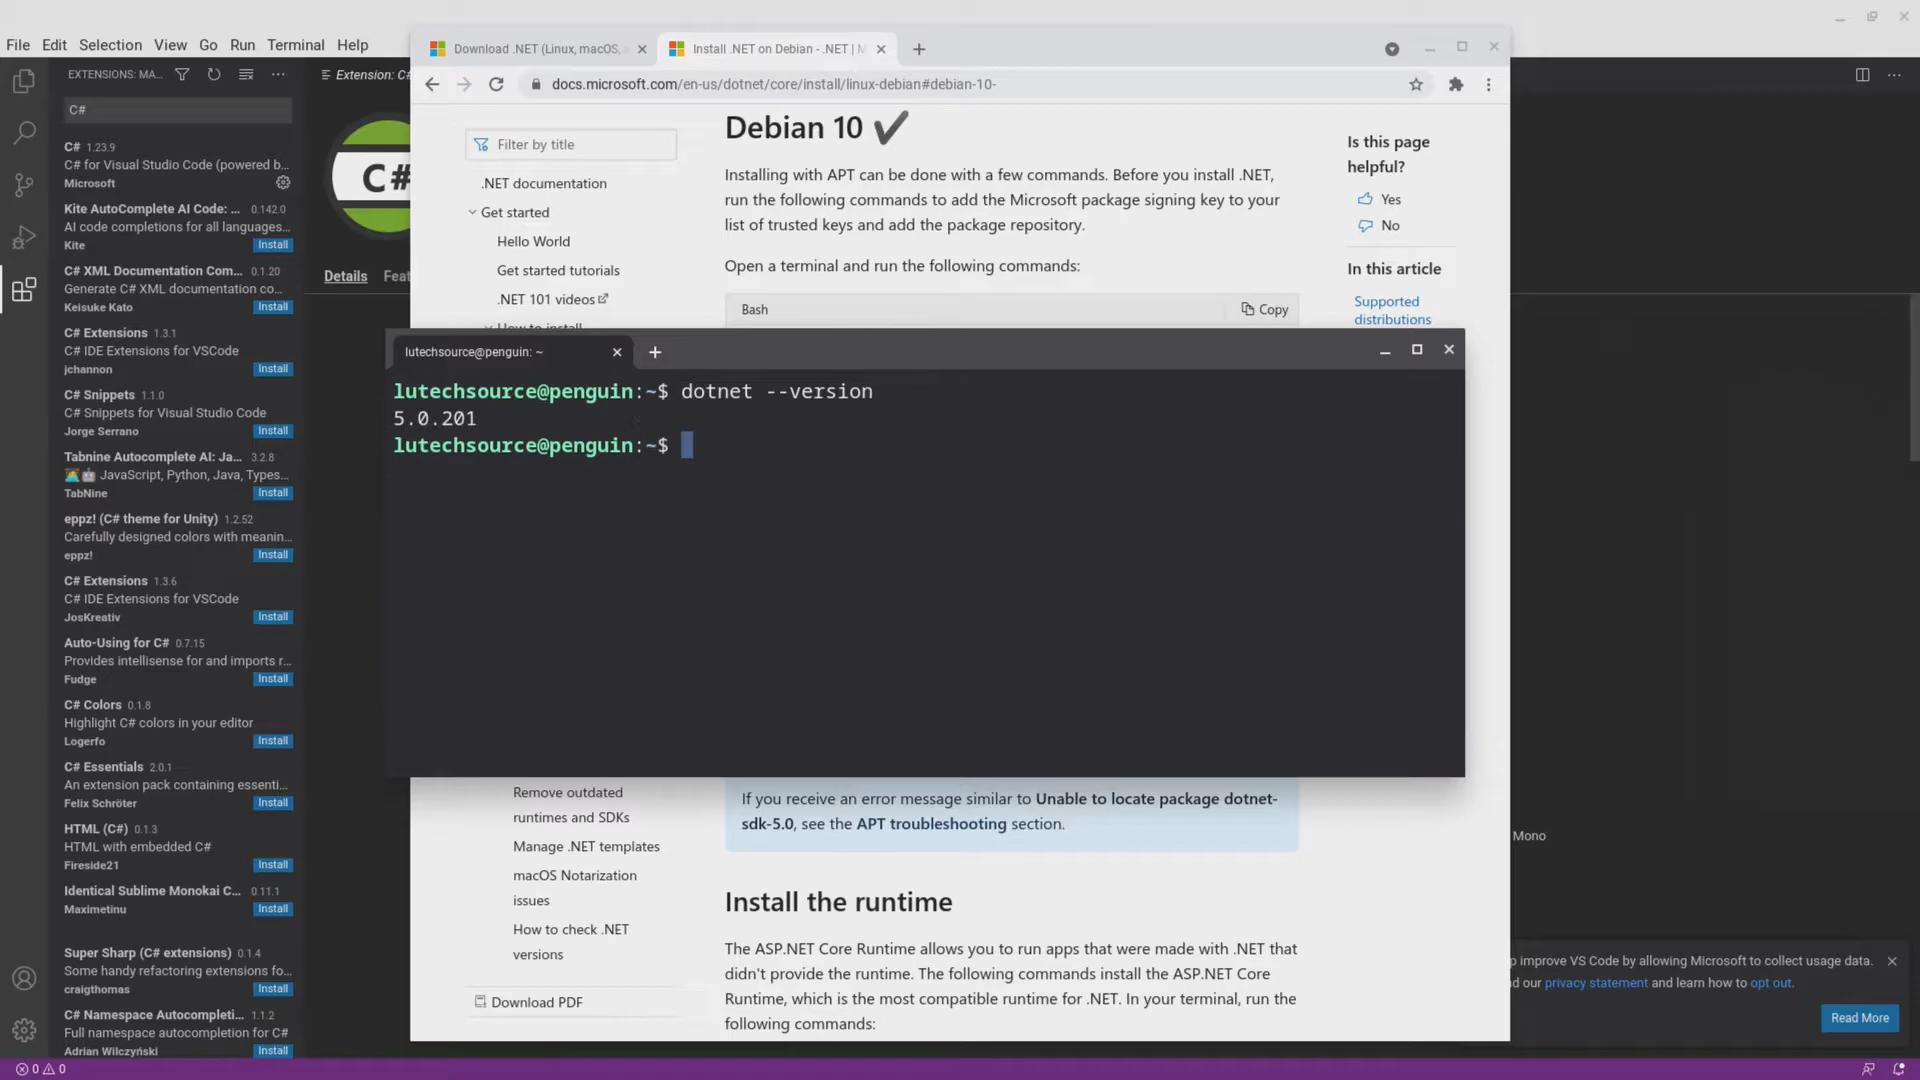 File Edit Selection View Go Run Terminal Help
EXTENSIONS: MA...
C#
C# 1.23.9
C# for Visual Studio Code (powered b...
Microsoft
Kite AutoComplete AI Code: ... 0.142.0
AI code completions for all languages...
Kite Install
C# XML Documentation Com... 0.1.20
Generate C# XML documentation co...
Keisuke Kato Install
C# Extensions 1.3.1
C# IDE Extensions for VSCode
jchannon Install
C# Snippets 1.1.0
C# Snippets for Visual Studio Code
Jorge Serrano Install
Tabnine Autocomplete AI: Ja... 3.2.8
JavaScript, Python, Java, Types...
TabNine Install
eppz! (C# theme for Unity) 1.2.52
Carefully designed colors with meanin...
eppz! Install
C# Extensions 1.3.6
C# IDE Extensions for VSCode
JosKreativ Install
Auto-Using for C# 0.7.15
Provides intellisense for and imports r...
Fudge Install
C# Colors 0.1.8
Highlight C# colors in your editor
Logerfo Install
C# Essentials 2.0.1
An extension pack containing essenti...
Felix Schröter Install
HTML (C#) 0.1.3
HTML with embedded C#
Fireside21 Install
Identical Sublime Monokai C... 0.11.1
Maximetinu Install
Super Sharp (C# extensions) 0.1.4
Some handy refactoring extensions fo...
craigthomas Install
C# Namespace Autocompleti... 1.1.2
Full namespace autocompletion for C#
Adrian Wilczyński Install
0 0
Extension: C#
C#
Details Feat
Download .NET (Linux, macOS,
Install .NET on Debian - .NET | M
docs.microsoft.com/en-us/dotnet/core/install/linux-debian#debian-10-
Filter by title
.NET documentation
Get started
Hello World
Get started tutorials
.NET 101 videos
How to install
Debian 10 ✔
Installing with APT can be done with a few commands. Before you install .NET,
run the following commands to add the Microsoft package signing key to your
list of trusted keys and add the package repository.
Open a terminal and run the following commands:
Bash Copy
Is this page
helpful?
Yes
No
In this article
Supported
distributions
lutechsource@penguin: ~
lutechsource@penguin:~$ dotnet --version
5.0.201
lutechsource@penguin:~$
Remove outdated
runtimes and SDKs
Manage .NET templates
macOS Notarization
issues
How to check .NET
versions
Download PDF
If you receive an error message similar to Unable to locate package dotnet-
sdk-5.0, see the APT troubleshooting section.
Install the runtime
The ASP.NET Core Runtime allows you to run apps that were made with .NET that
didn't provide the runtime. The following commands install the ASP.NET Core
Runtime, which is the most compatible runtime for .NET. In your terminal, run the
following commands:
Mono
p improve VS Code by allowing Microsoft to collect usage data.
d our privacy statement and learn how to opt out.
Read More